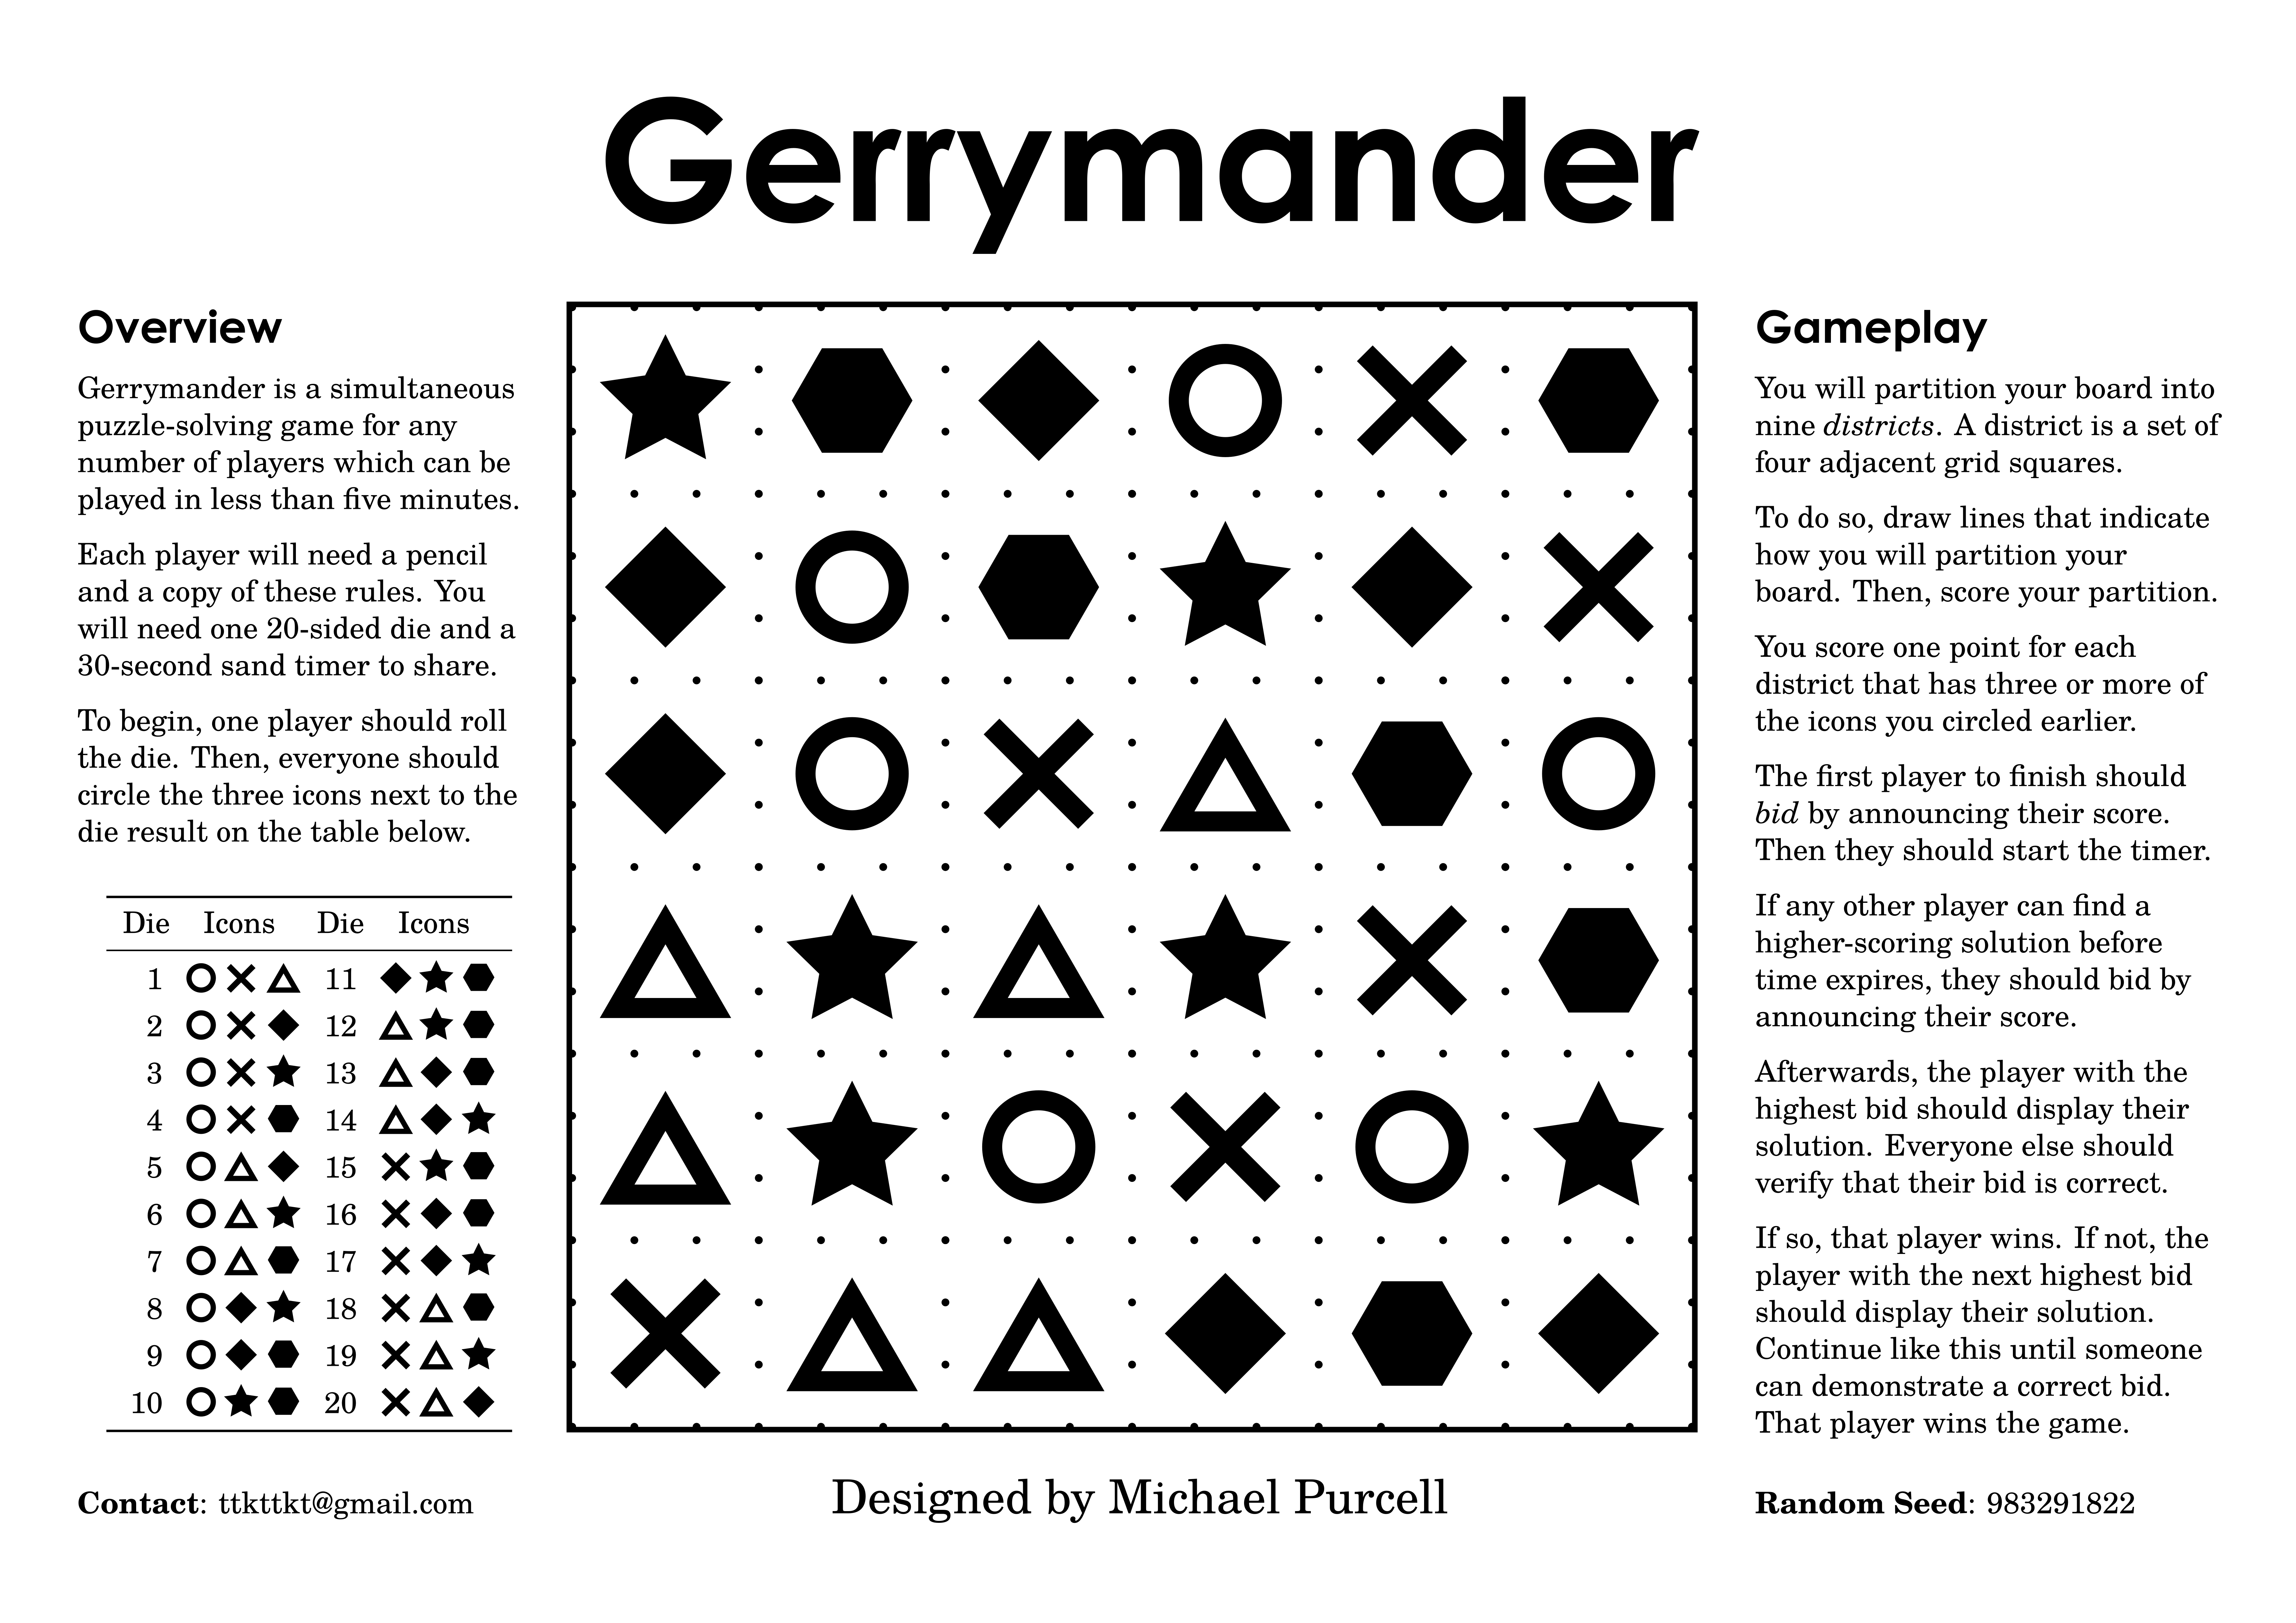 Gerrymander
Overview
Gerrymander is a simultaneous
puzzle-solving game for any
number of players which can be
played in less than five minutes.
Each player will need a pencil
and a copy of these rules. You
will need one 20-sided die and a
30-second sand timer to share.
To begin, one player should roll
the die. Then, everyone should
circle the three icons next to the
die result on the table below.
Die Icons Die Icons
1 11
2 12
3 13
4 14
5 15
6 16
7 17
8 18
9 19
10 20
Contact: ttkttkt@gmail.com
Designed by Michael Purcell
Gameplay
You will partition your board into
nine districts. A district is a set of
four adjacent grid squares.
To do so, draw lines that indicate
how you will partition your
board. Then, score your partition.
You score one point for each
district that has three or more of
the icons you circled earlier.
The first player to finish should
bid by announcing their score.
Then they should start the timer.
If any other player can find a
higher-scoring solution before
time expires, they should bid by
announcing their score.
Afterwards, the player with the
highest bid should display their
solution. Everyone else should
verify that their bid is correct.
If so, that player wins. If not, the
player with the next highest bid
should display their solution.
Continue like this until someone
can demonstrate a correct bid.
That player wins the game.
Random Seed: 983291822